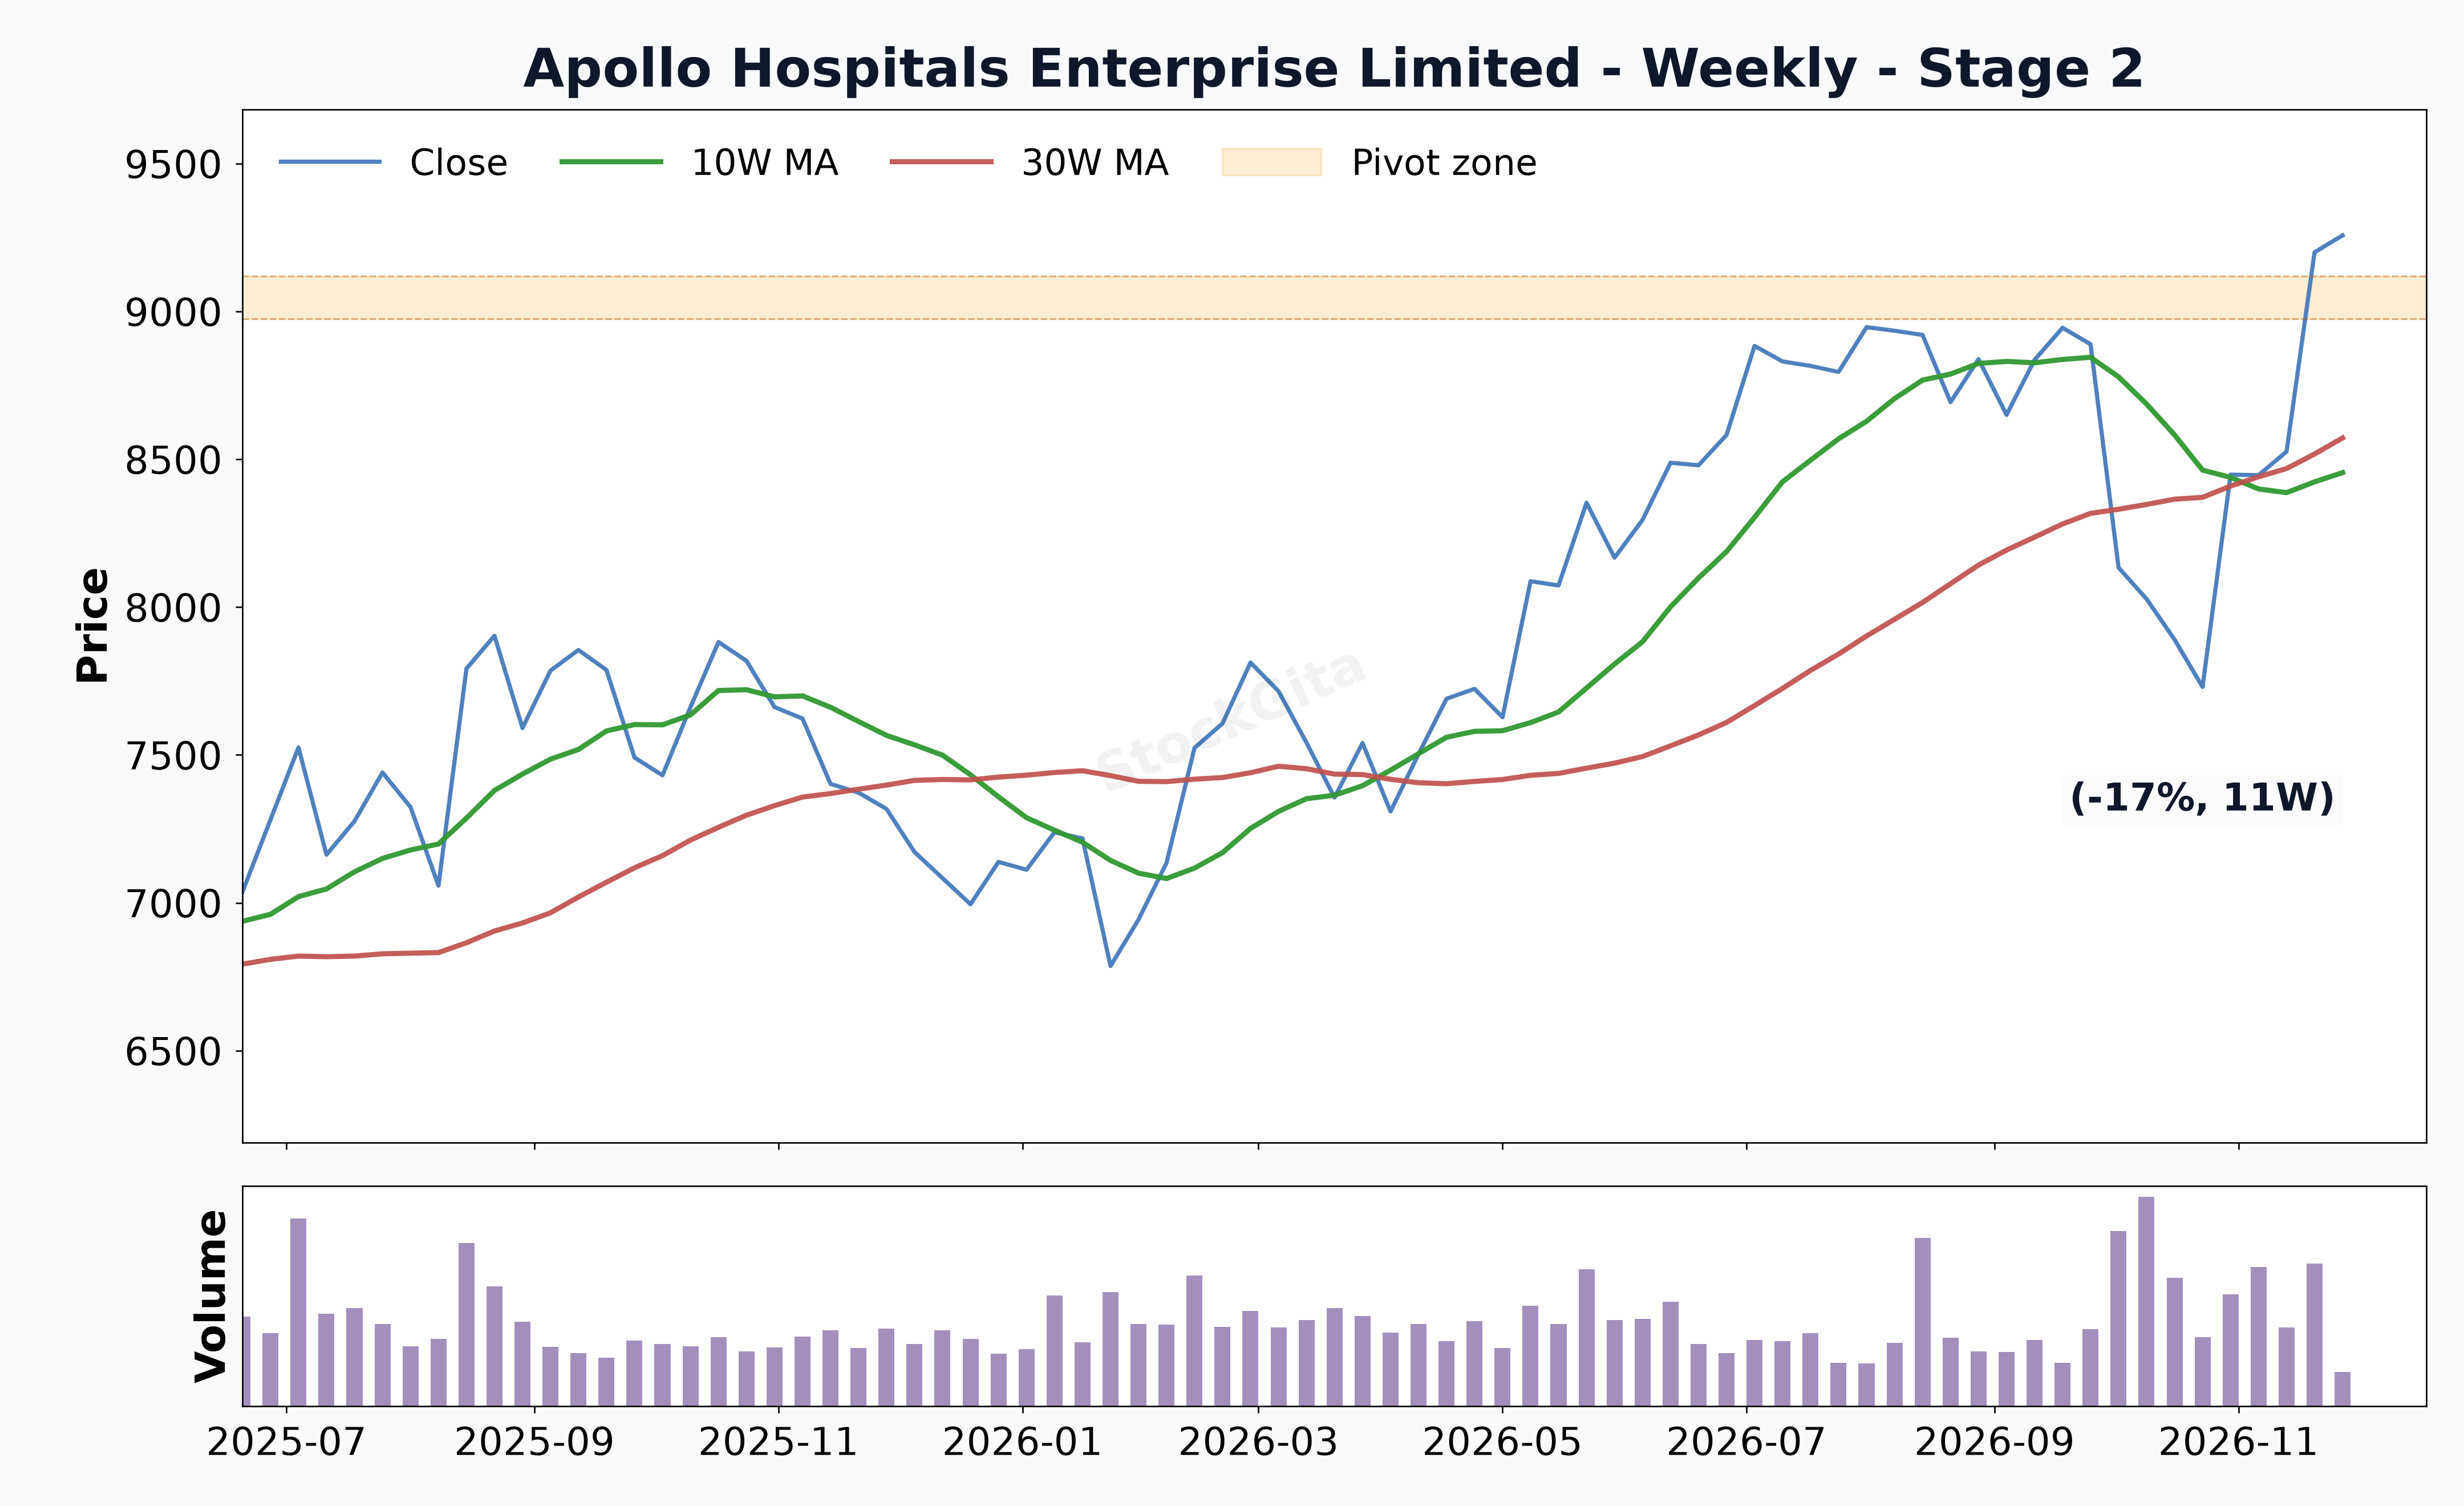 Apollo Hospitals Enterprise Limited - Weekly - Stage 2
Close
10W MA
30W MA
Pivot zone
9500
9000
8500
8000
7500
7000
6500
Price
StockGita
(-17%, 11W)
Volume
2025-07
2025-09
2025-11
2026-01
2026-03
2026-05
2026-07
2026-09
2026-11